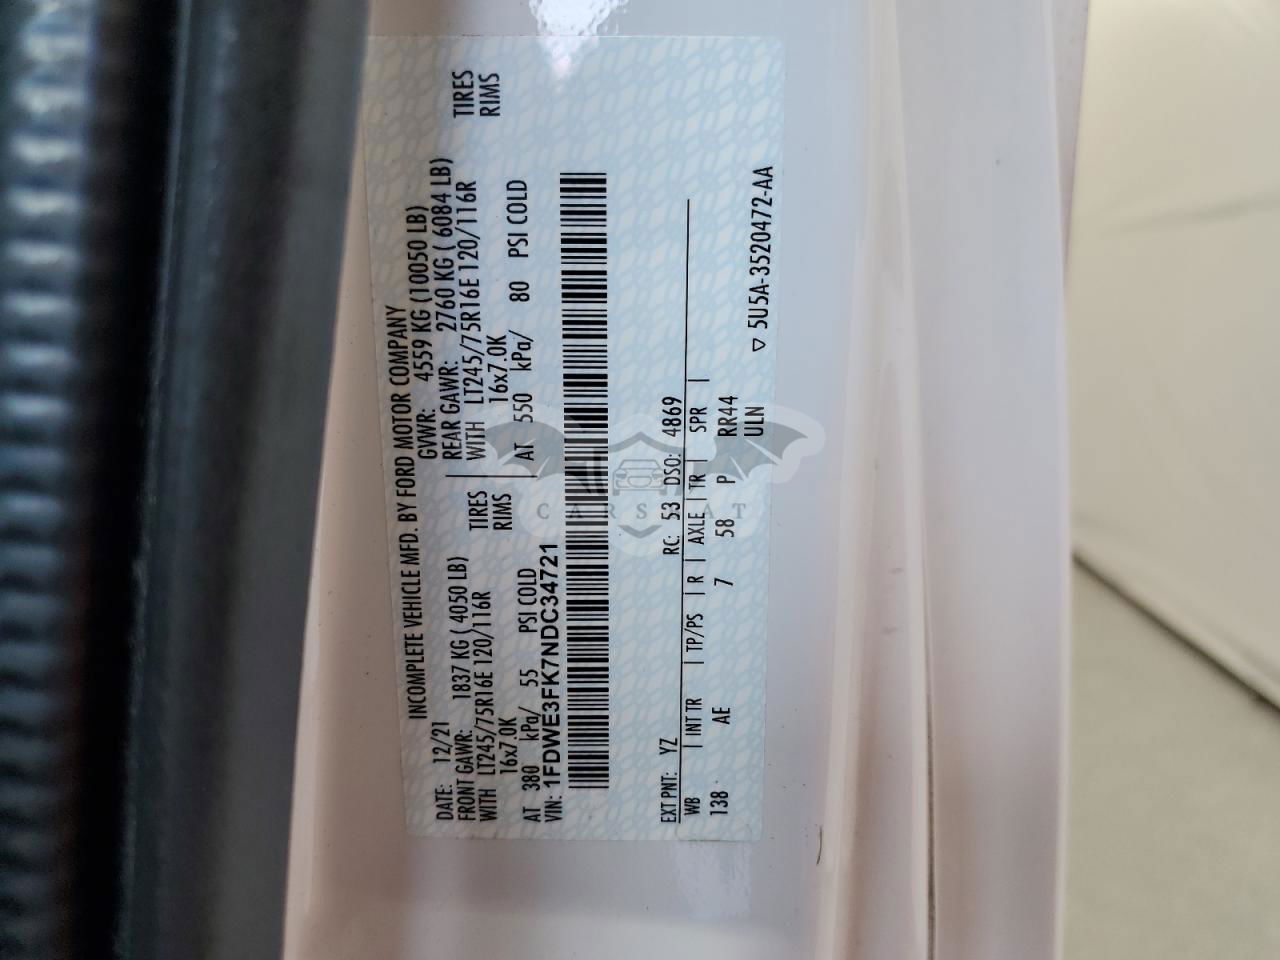 INCOMPLETE VEHICLE MFD. BY FORD MOTOR COMPANY
DATE: 12/21 GVWR: 4559 KG (10050 LB)
FRONT GAWR: 1837 KG ( 4050 LB) REAR GAWR: 2760 KG ( 6084 LB)
WITH LT245/75R16E 120/116R TIRES WITH LT245/75R16E 120/116R TIRES
16x7.0K RIMS 16x7.0K RIMS
AT 380 kPa/ 55 PSI COLD AT 550 kPa/ 80 PSI COLD
VIN: 1FDWE3FK7NDC34721
EXT PNT: YZ RC: 53 DSO: 4869
WB | INT TR | TP/PS | R | AXLE | TR | SPR |
138 AE 7 58 P RR44
ULN
▽ 5U5A-3520472-AA